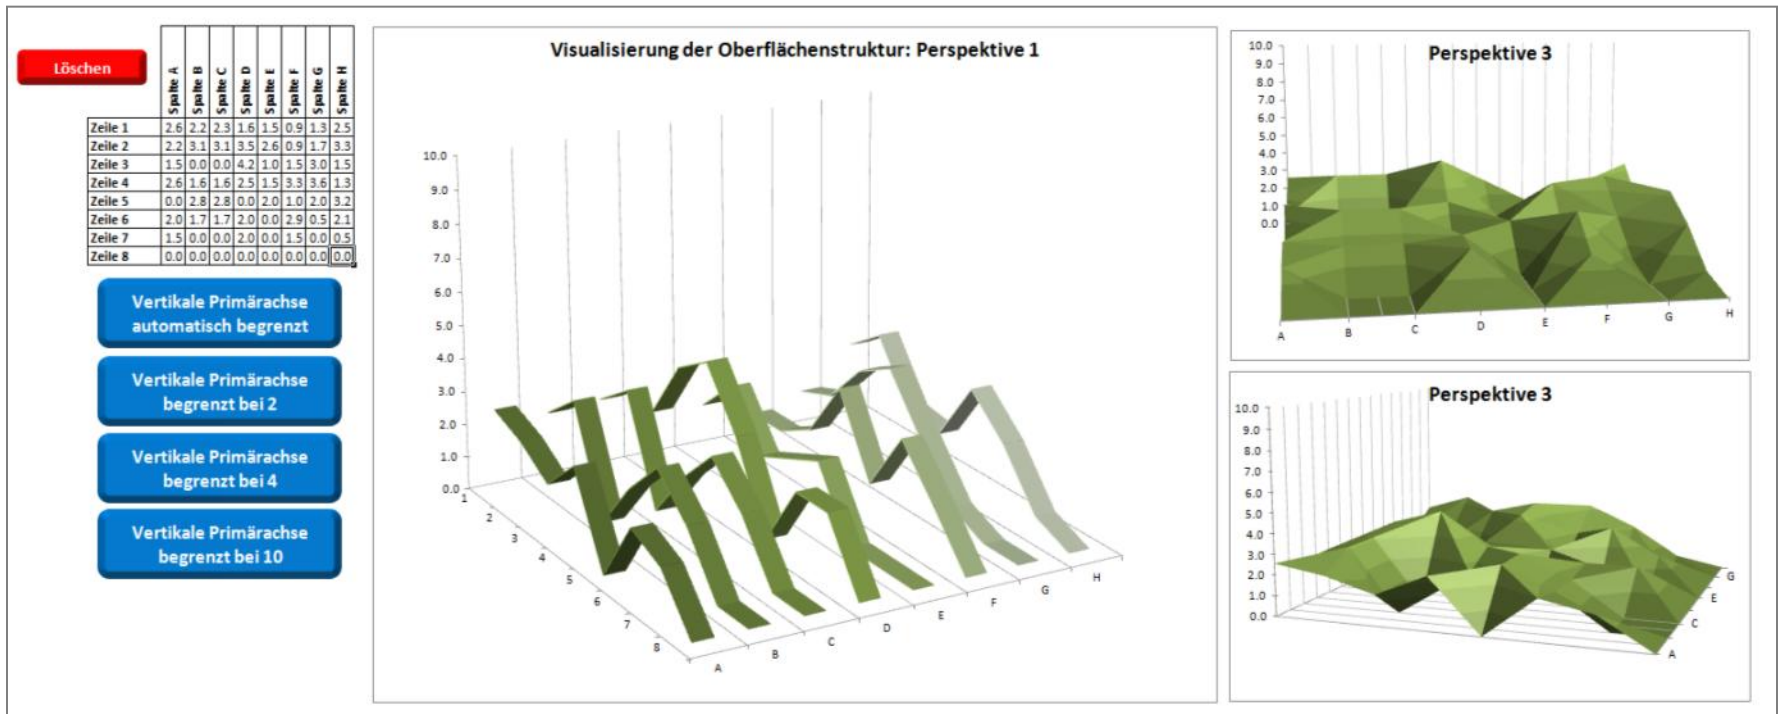 Löschen
Spalte A Spalte B Spalte C Spalte D Spalte E Spalte F Spalte G Spalte H
Zeile 1 2.6 2.2 2.3 1.6 1.5 0.9 1.3 2.5
Zeile 2 2.2 3.1 3.1 3.5 2.6 0.9 1.7 3.3
Zeile 3 1.5 0.0 0.0 4.2 1.0 1.5 3.0 1.5
Zeile 4 2.6 1.6 1.6 2.5 1.5 3.3 3.6 1.3
Zeile 5 0.0 2.8 2.8 0.0 2.0 1.0 2.0 3.2
Zeile 6 2.0 1.7 1.7 2.0 0.0 2.9 0.5 2.1
Zeile 7 1.5 0.0 0.0 2.0 0.0 1.5 0.0 0.5
Zeile 8 0.0 0.0 0.0 0.0 0.0 0.0 0.0 0.0
Vertikale Primärachse
automatisch begrenzt
Vertikale Primärachse
begrenzt bei 2
Vertikale Primärachse
begrenzt bei 4
Vertikale Primärachse
begrenzt bei 10
Visualisierung der Oberflächenstruktur: Perspektive 1
10.0
9.0
8.0
7.0
6.0
5.0
4.0
3.0
2.0
1.0
0.0
1
2
3
4
5
6
7
8
A
B
C
D
E
F
G
H
Perspektive 3
10.0
9.0
8.0
7.0
6.0
5.0
4.0
3.0
2.0
1.0
0.0
A
B
C
D
E
F
G
H
Perspektive 3
10.0
9.0
8.0
7.0
6.0
5.0
4.0
3.0
2.0
1.0
0.0
G
E
C
A